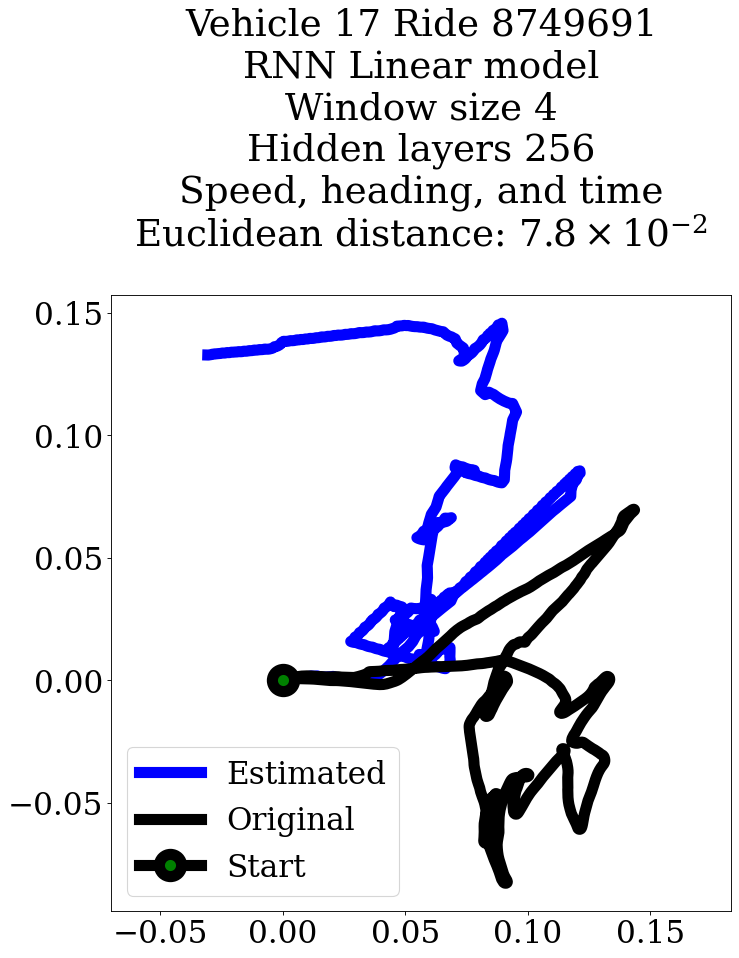 Vehicle 17 Ride 8749691
RNN Linear model
Window size 4
Hidden layers 256
Speed, heading, and time
Euclidean distance: 7.8 × 10⁻²
0.15
0.10
0.05
0.00
−0.05
Estimated
Original
Start
−0.05 0.00 0.05 0.10 0.15